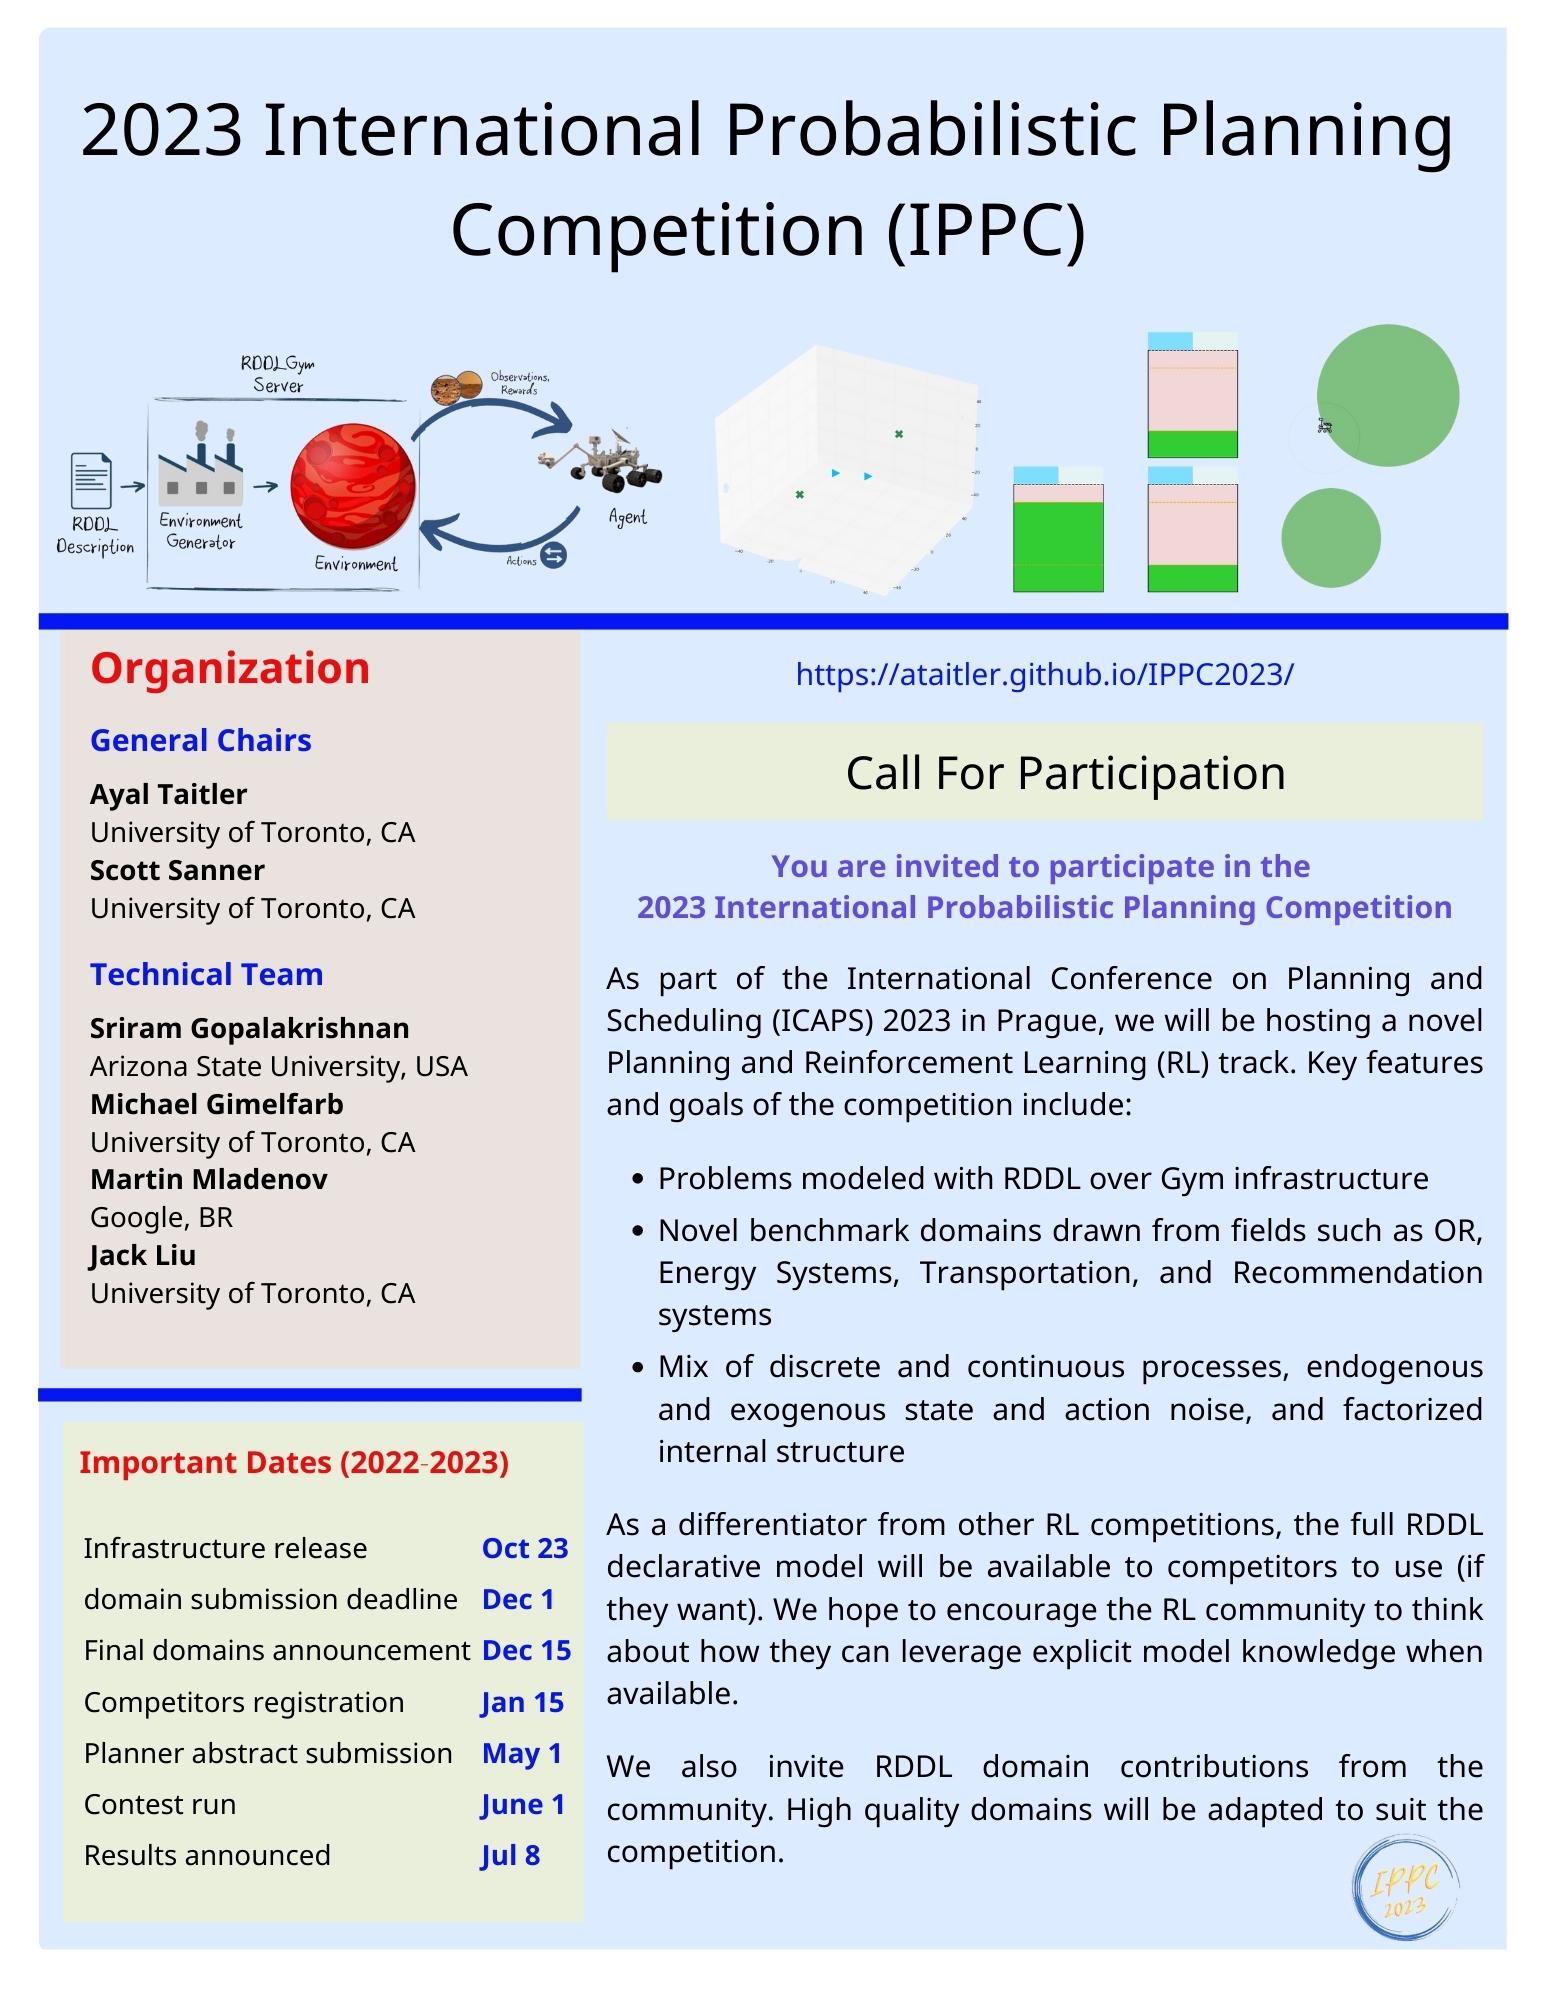 2023 International Probabilistic Planning
Competition (IPPC)
RDDLGym
Server
RDDL
Description
Environment
Generator
Environment
Observations,
Rewards
Agent
Actions
Organization
General Chairs
Ayal Taitler
University of Toronto, CA
Scott Sanner
University of Toronto, CA
Technical Team
Sriram Gopalakrishnan
Arizona State University, USA
Michael Gimelfarb
University of Toronto, CA
Martin Mladenov
Google, BR
Jack Liu
University of Toronto, CA
Important Dates (2022-2023)
Infrastructure release Oct 23
domain submission deadline Dec 1
Final domains announcement Dec 15
Competitors registration Jan 15
Planner abstract submission May 1
Contest run June 1
Results announced Jul 8
https://ataitler.github.io/IPPC2023/
Call For Participation
You are invited to participate in the
2023 International Probabilistic Planning Competition
As part of the International Conference on Planning and
Scheduling (ICAPS) 2023 in Prague, we will be hosting a novel
Planning and Reinforcement Learning (RL) track. Key features
and goals of the competition include:
• Problems modeled with RDDL over Gym infrastructure
• Novel benchmark domains drawn from fields such as OR,
Energy Systems, Transportation, and Recommendation
systems
• Mix of discrete and continuous processes, endogenous
and exogenous state and action noise, and factorized
internal structure
As a differentiator from other RL competitions, the full RDDL
declarative model will be available to competitors to use (if
they want). We hope to encourage the RL community to think
about how they can leverage explicit model knowledge when
available.
We also invite RDDL domain contributions from the
community. High quality domains will be adapted to suit the
competition.
IPPC
2023